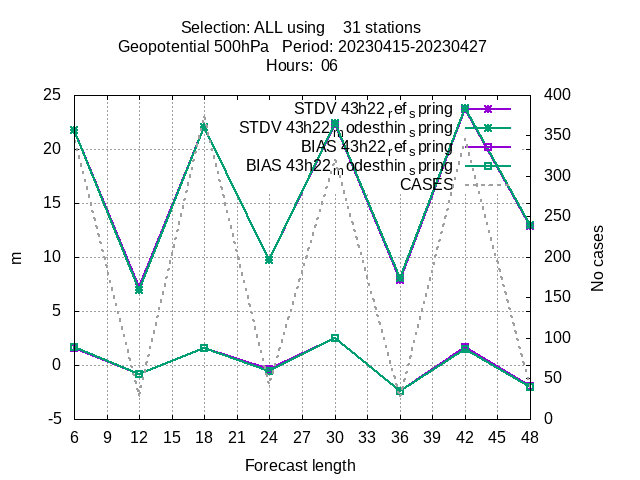 Selection: ALL using    31 stations
Geopotential 500hPa   Period: 20230415-20230427
Hours:  06
STDV 43h22_ref_spring
STDV 43h22_modesthin_spring
BIAS 43h22_ref_spring
BIAS 43h22_modesthin_spring
CASES
25
20
15
10
5
0
-5
m
400
350
300
250
200
150
100
50
0
No cases
6 9 12 15 18 21 24 27 30 33 36 39 42 45 48
Forecast length